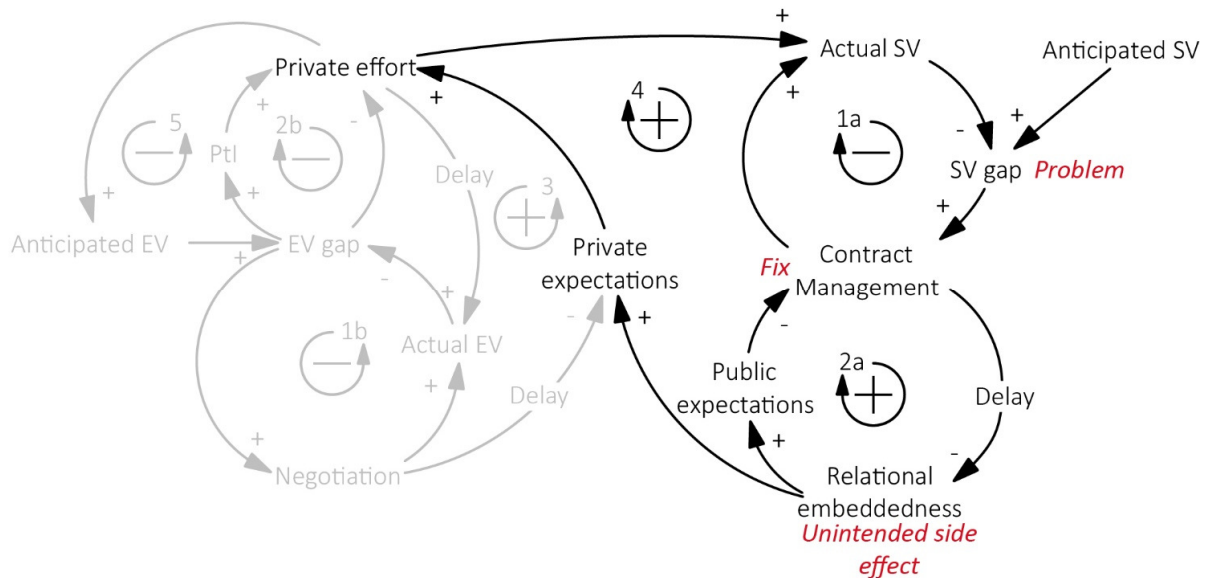 +
Private effort
+
Actual SV
Anticipated SV
+
+
4
+
+
1a
−
-
+
SV gap Problem
+
5
−
PtI
2b
−
-
Delay
+
3
+
+
Anticipated EV
+
EV gap
+
-
+
Private
expectations
-
+
Fix
Contract
Management
-
1b
−
Actual EV
+
Delay
Public
expectations
+
2a
+
Delay
-
+
Negotiation
Relational
embeddedness
Unintended side
effect